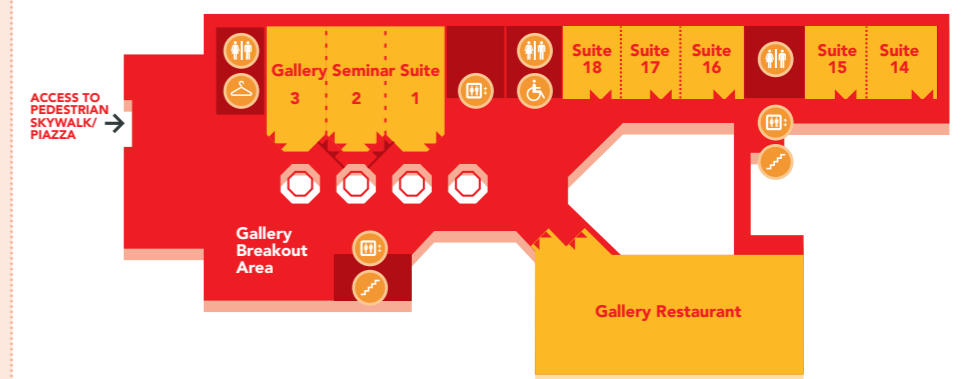 ACCESS TO
PEDESTRIAN
SKYWALK/
PIAZZA
Gallery Seminar Suite
3 2 1
Suite
18
Suite
17
Suite
16
Suite
15
Suite
14
Gallery
Breakout
Area
Gallery Restaurant